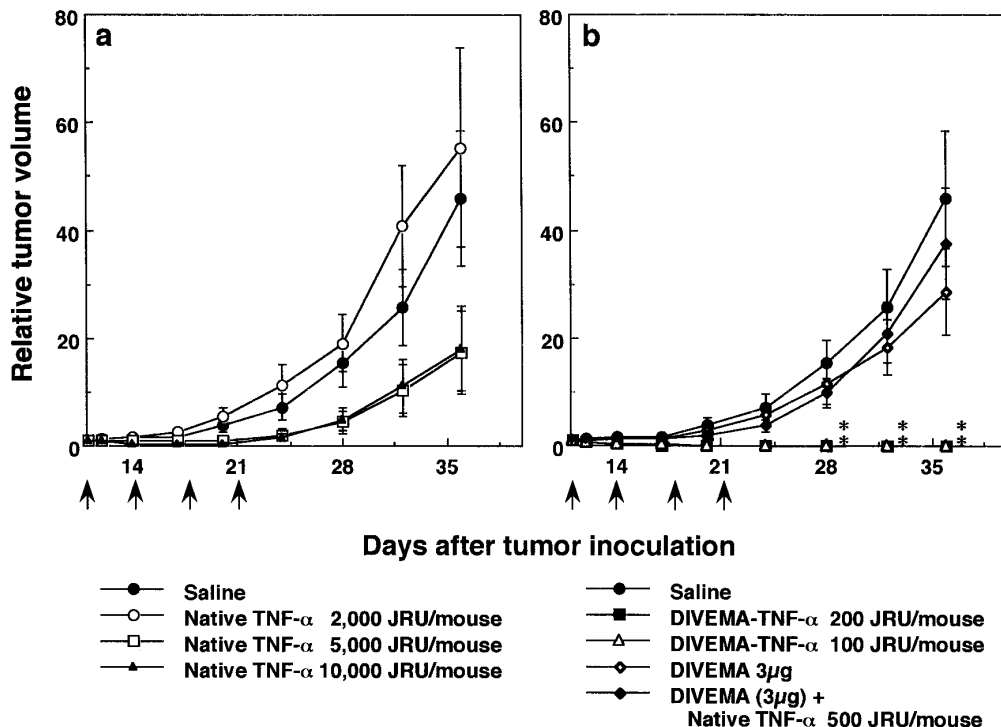 a
b
80
60
40
20
0
80
60
40
20
0
Relative tumor volume
14 21 28 35
14 21 28 35
* * * * * *
Days after tumor inoculation
Saline
Native TNF-α 2,000 JRU/mouse
Native TNF-α 5,000 JRU/mouse
Native TNF-α 10,000 JRU/mouse
Saline
DIVEMA-TNF-α 200 JRU/mouse
DIVEMA-TNF-α 100 JRU/mouse
DIVEMA 3µg
DIVEMA (3µg) +
Native TNF-α 500 JRU/mouse